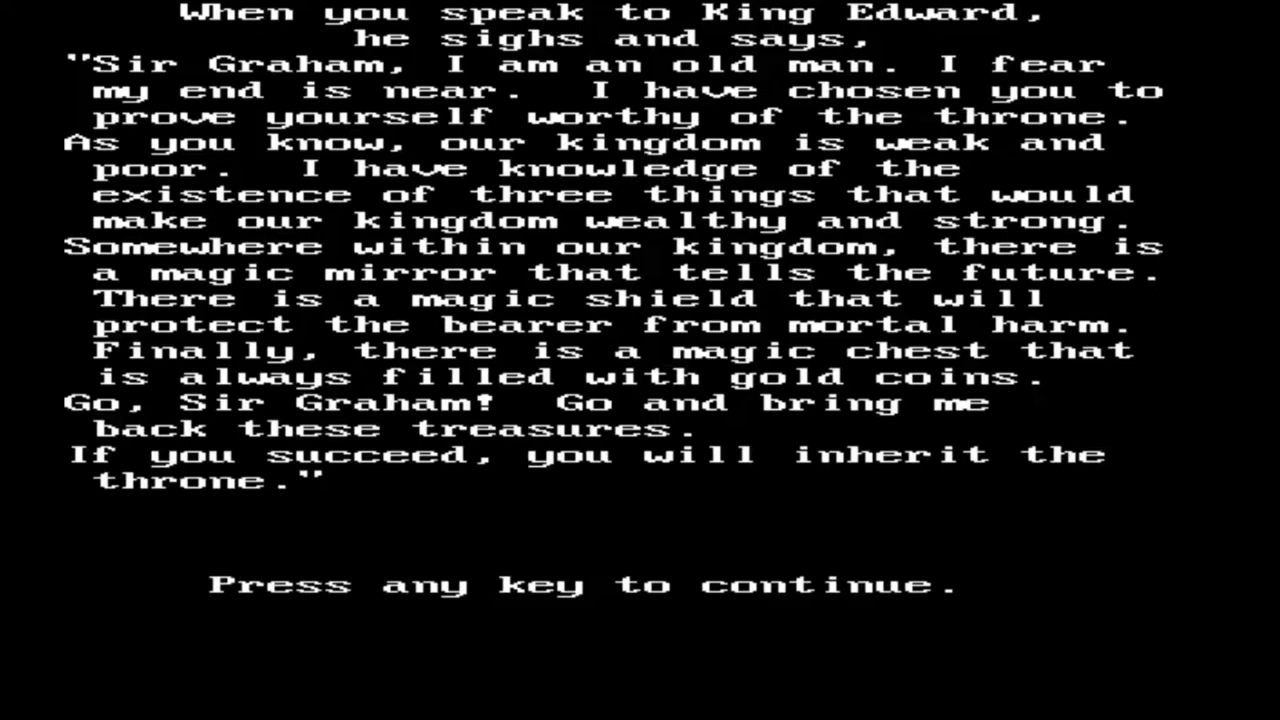 When you speak to King Edward,
he sighs and says,
"Sir Graham, I am an old man. I fear
my end is near. I have chosen you to
prove yourself worthy of the throne.
As you know, our kingdom is weak and
poor. I have knowledge of the
existence of three things that would
make our kingdom wealthy and strong.
Somewhere within our kingdom, there is
a magic mirror that tells the future.
There is a magic shield that will
protect the bearer from mortal harm.
Finally, there is a magic chest that
is always filled with gold coins.
Go, Sir Graham! Go and bring me
back these treasures.
If you succeed, you will inherit the
throne."
Press any key to continue.